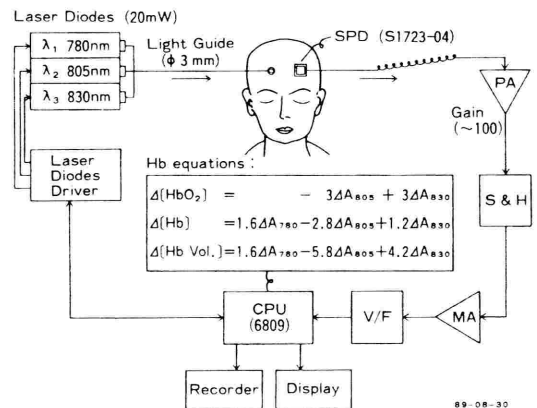 Laser Diodes (20mW)
λ₁ 780nm
λ₂ 805nm
λ₃ 830nm
Light Guide
(ϕ 3 mm)
SPD (S1723-04)
PA
Gain
(~100)
Laser
Diodes
Driver
Hb equations :
Δ[HbO₂] = - 3ΔA₈₀₅ + 3ΔA₈₃₀
Δ[Hb] =1.6ΔA₇₈₀-2.8ΔA₈₀₅+1.2ΔA₈₃₀
Δ[Hb Vol.]=1.6ΔA₇₈₀-5.8ΔA₈₀₅+4.2ΔA₈₃₀
S & H
CPU
(6809)
V/F
MA
Recorder
Display
89-08-30